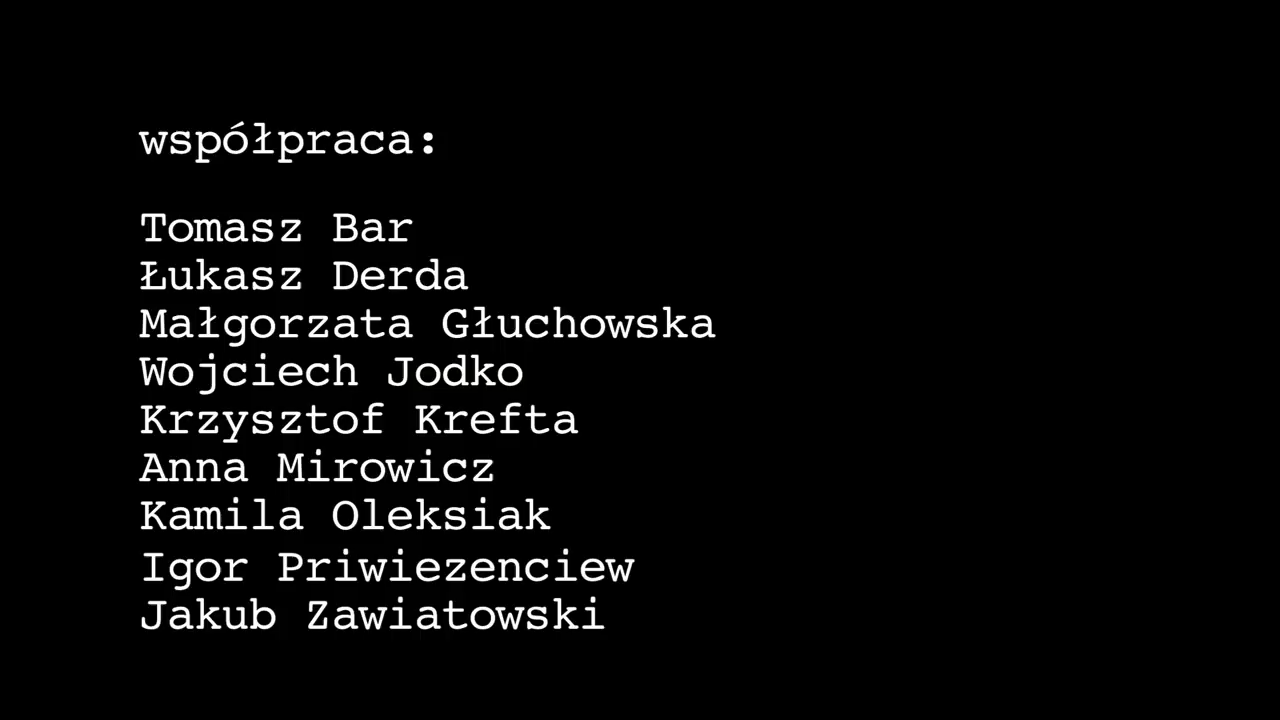 współpraca:
Tomasz Bar
Łukasz Derda
Małgorzata Głuchowska
Wojciech Jodko
Krzysztof Krefta
Anna Mirowicz
Kamila Oleksiak
Igor Priwiezenciew
Jakub Zawiatowski